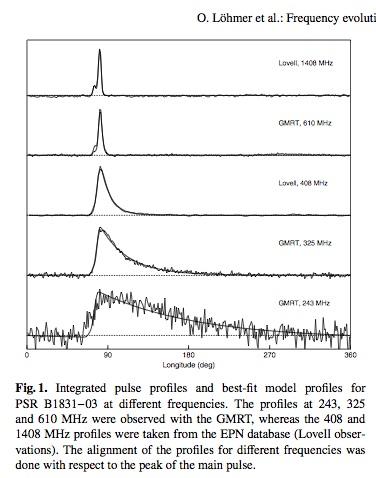 O. Löhmer et al.: Frequency evoluti
Lovell, 1408 MHz
GMRT, 610 MHz
Lovell, 408 MHz
GMRT, 325 MHz
GMRT, 243 MHz
0 90 180 270 360
Longitude (deg)
Fig. 1. Integrated pulse profiles and best-fit model profiles for
PSR B1831−03 at different frequencies. The profiles at 243, 325
and 610 MHz were observed with the GMRT, whereas the 408 and
1408 MHz profiles were taken from the EPN database (Lovell obser-
vations). The alignment of the profiles for different frequencies was
done with respect to the peak of the main pulse.